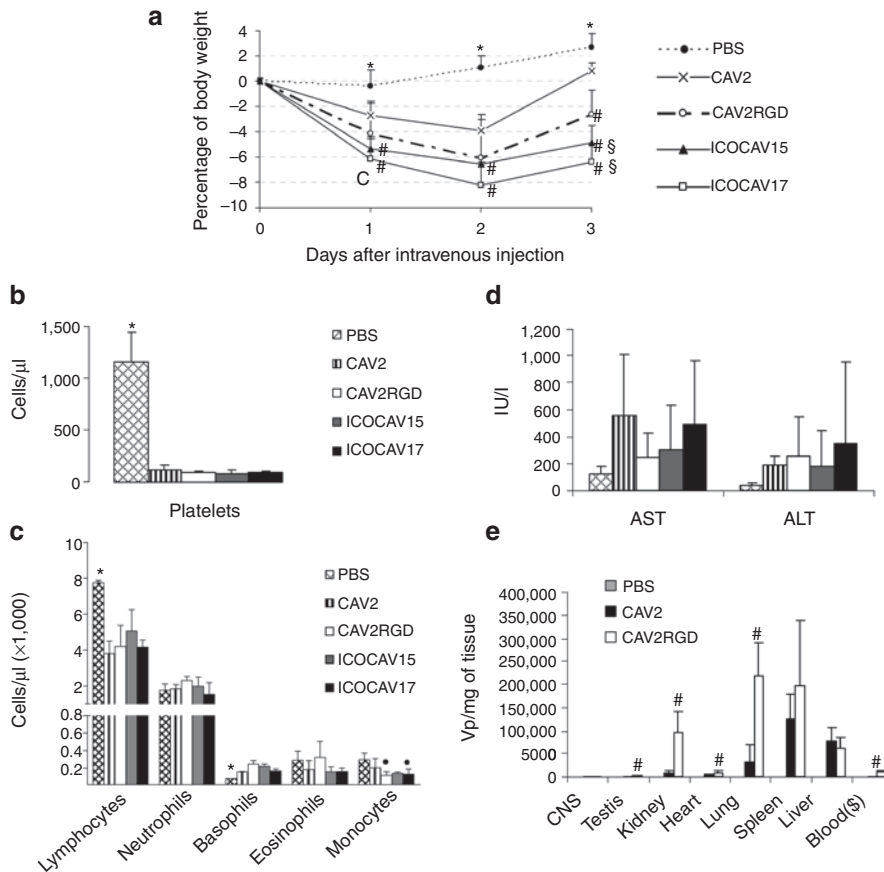 a
Percentage of body weight
4
2
0
−2
−4
−6
−8
−10
*
*
*
#
#
#
#
#
# §
# §
C
0
1
2
3
Days after intravenous injection
PBS
CAV2
CAV2RGD
ICOCAV15
ICOCAV17
b
Cells/µl
1,500
1,000
500
0
*
Platelets
PBS
CAV2
CAV2RGD
ICOCAV15
ICOCAV17
d
IU/l
1,200
1,000
800
600
400
200
0
AST
ALT
c
Cells/µl (×1,000)
10
8
6
4
2
0.8
0.6
0.4
0.2
*
*
Lymphocytes
Neutrophils
Basophils
Eosinophils
Monocytes
PBS
CAV2
CAV2RGD
ICOCAV15
ICOCAV17
e
Vp/mg of tissue
400,000
350,000
300,000
250,000
200,000
150,000
100,000
5000
0
#
#
#
#
#
CNS
Testis
Kidney
Heart
Lung
Spleen
Liver
Blood($)
PBS
CAV2
CAV2RGD